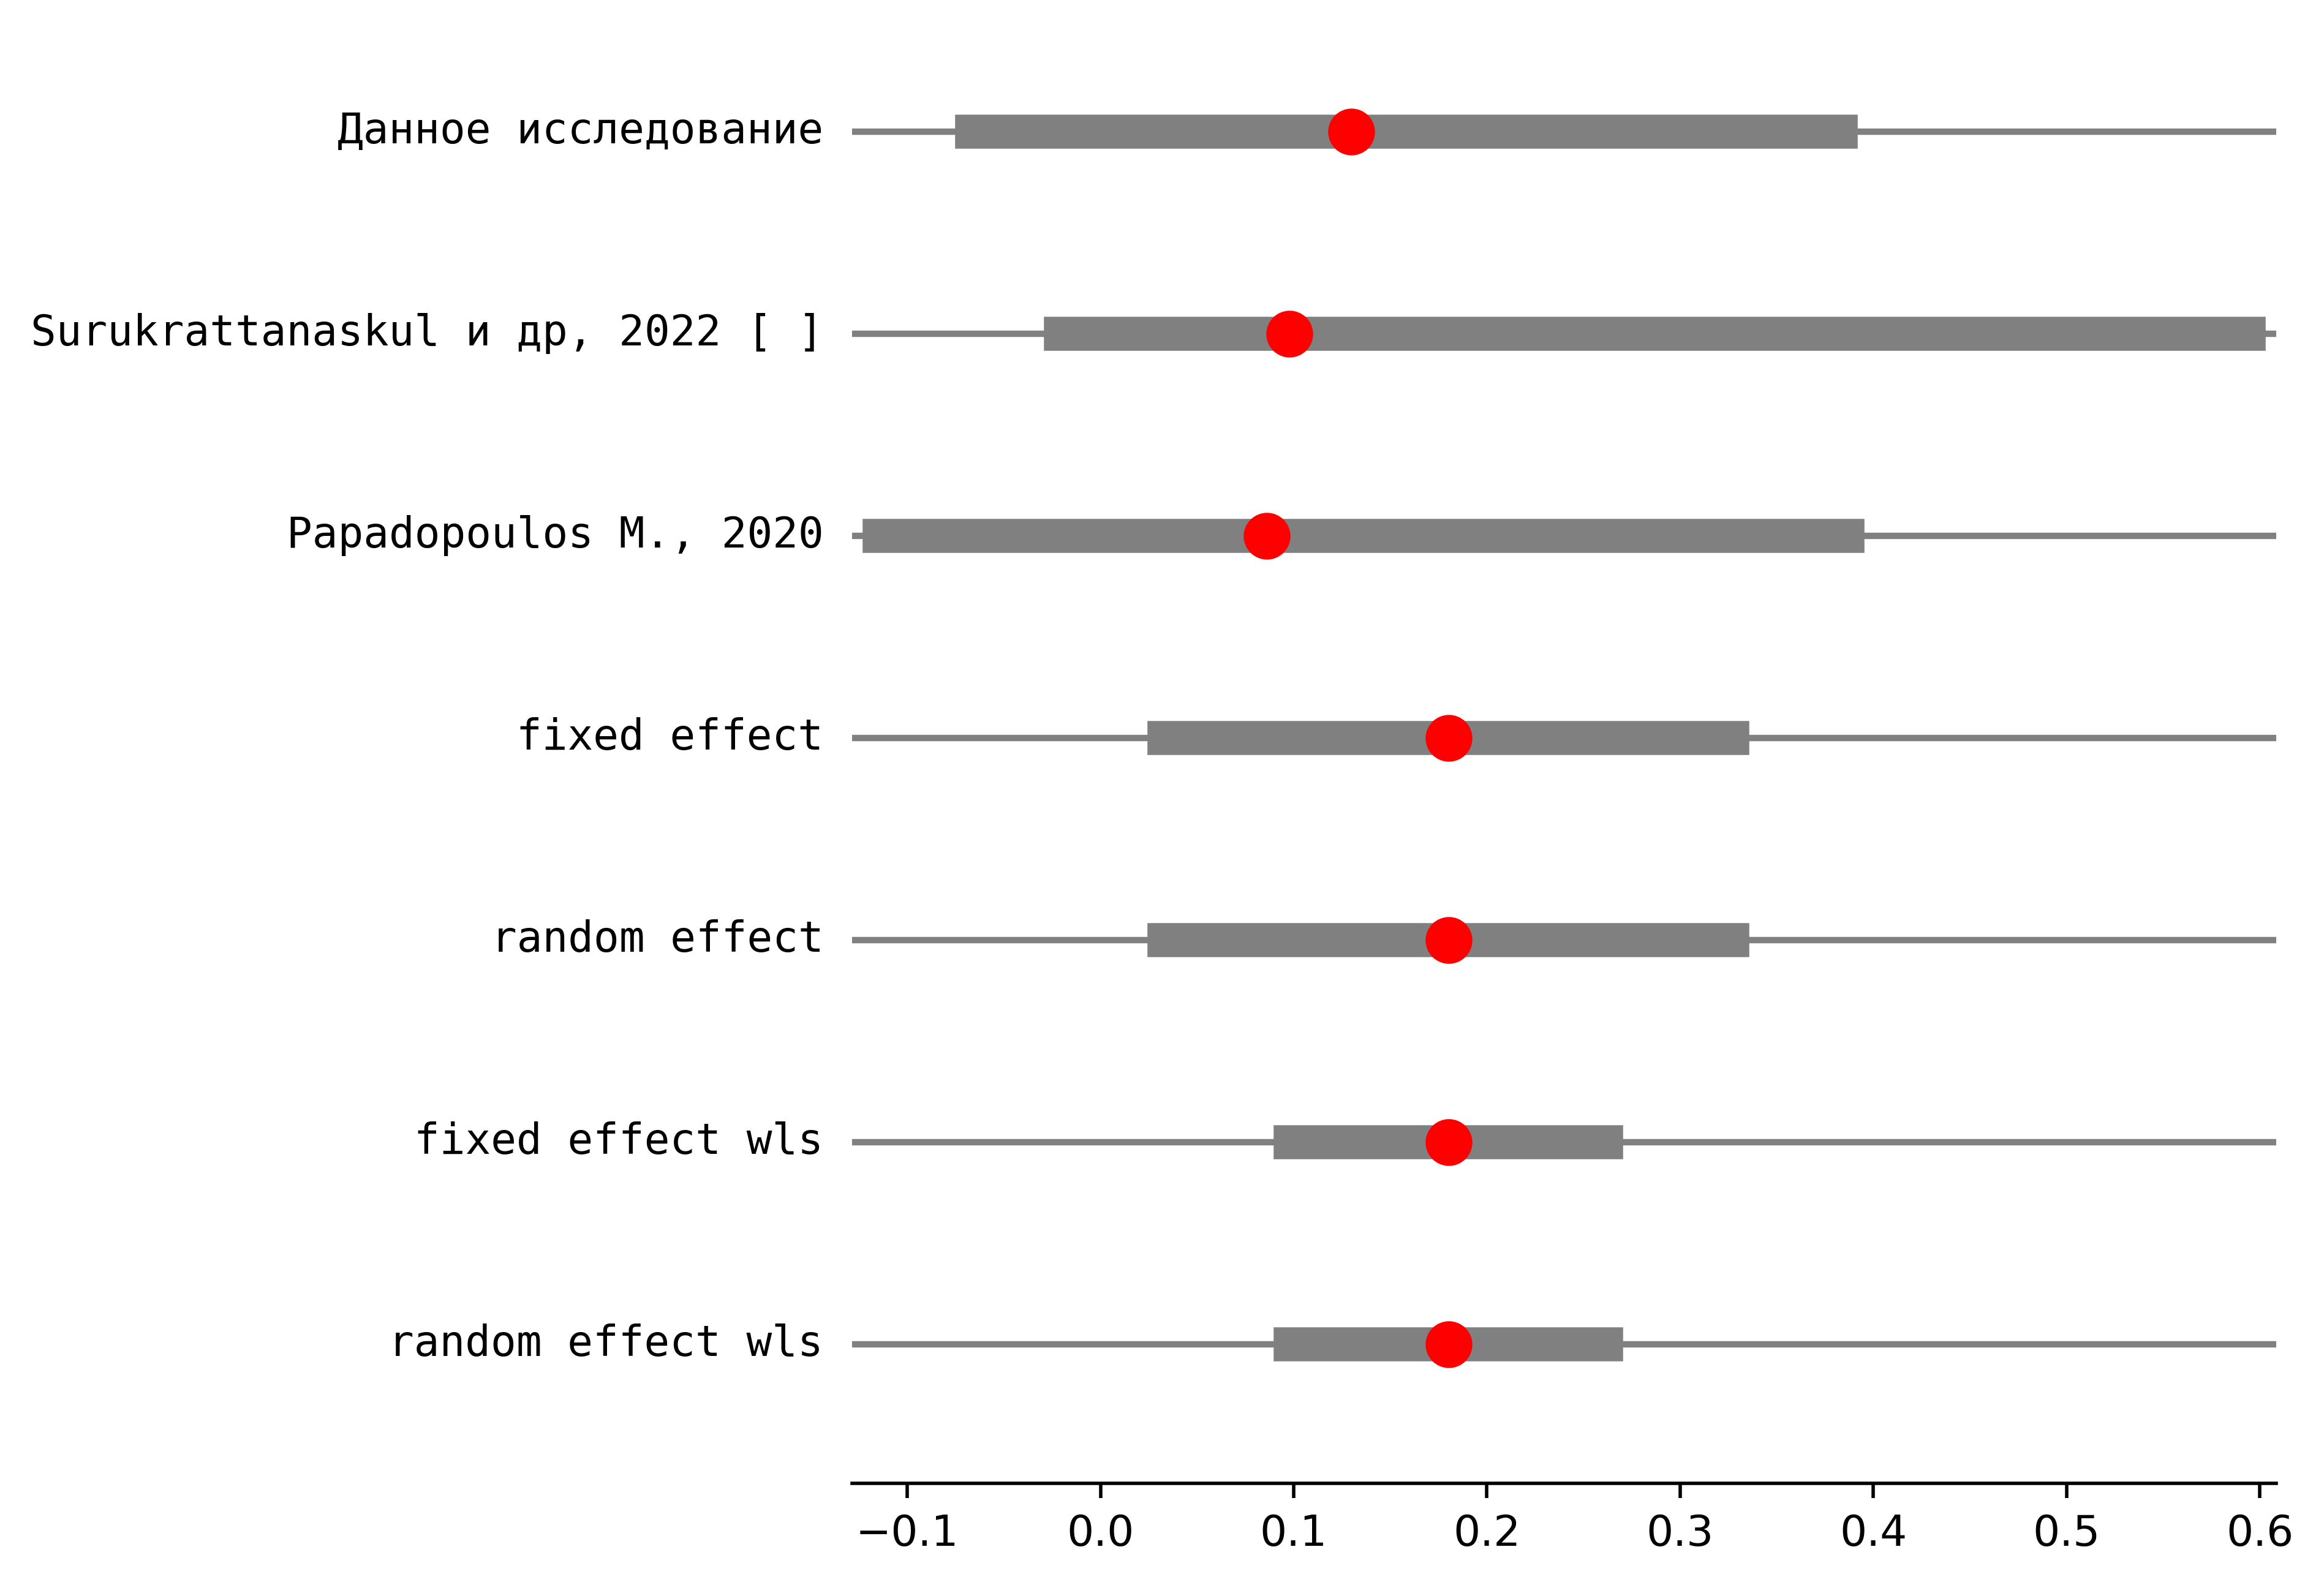 Данное исследование
Surukrattanaskul и др, 2022 [ ]
Papadopoulos M., 2020
fixed effect
random effect
fixed effect wls
random effect wls
−0.1 0.0 0.1 0.2 0.3 0.4 0.5 0.6